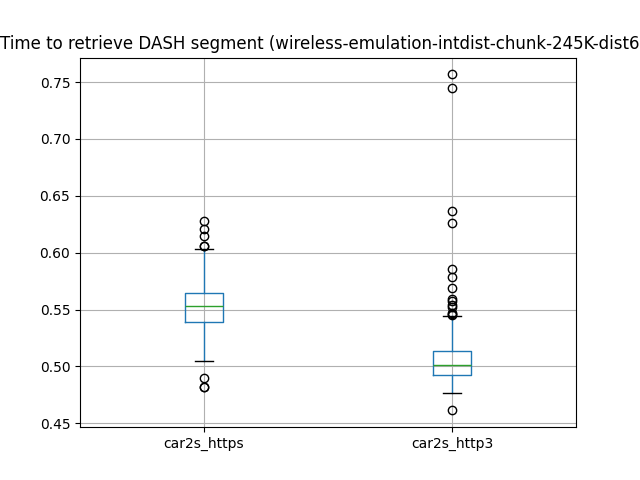 Time to retrieve DASH segment (wireless-emulation-intdist-chunk-245K-dist6
0.75
0.70
0.65
0.60
0.55
0.50
0.45
car2s_https
car2s_http3